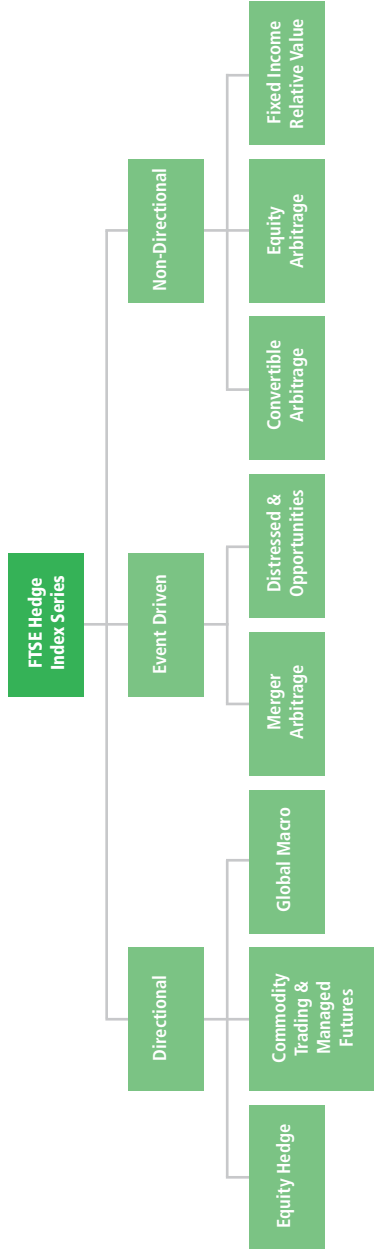 FTSE Hedge
Index Series
Directional
Event Driven
Non-Directional
Equity Hedge
Commodity
Trading &
Managed
Futures
Global Macro
Merger
Arbitrage
Distressed &
Opportunities
Convertible
Arbitrage
Equity
Arbitrage
Fixed Income
Relative Value